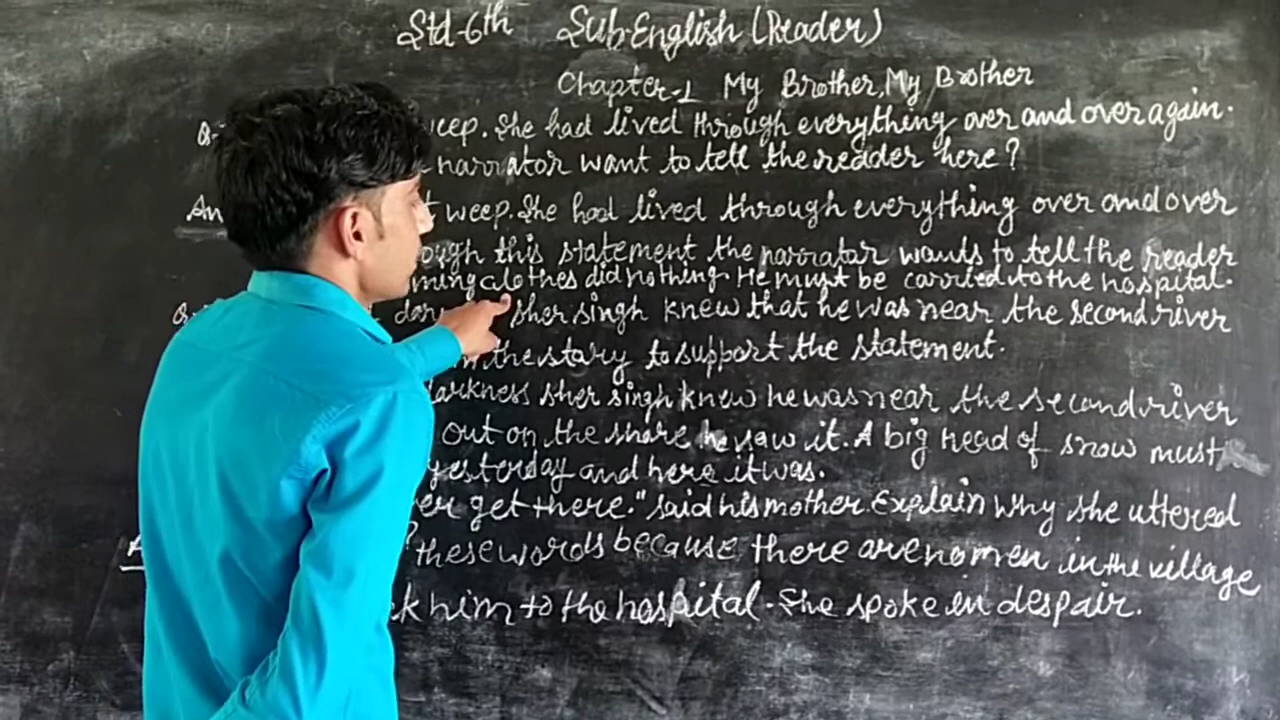 Std-6th Sub-English (Reader)
Chapter-1 My Brother, My Brother
weep. She had lived through everything over and over again.
narrator want to tell the reader here?
weep. She had lived through everything over and over
this statement the narrator wants to tell the reader
clothes did nothing. He must be carried to the hospital.
sher singh knew that he was near the second river
in the story to support the statement.
darkness sher singh knew he was near the second river
out on the shore he saw it. A big head of snow must
yesterday and here it was.
get there." said his mother. Explain why she uttered
? these words because there are no men in the village
him to the hospital. She spoke in despair.